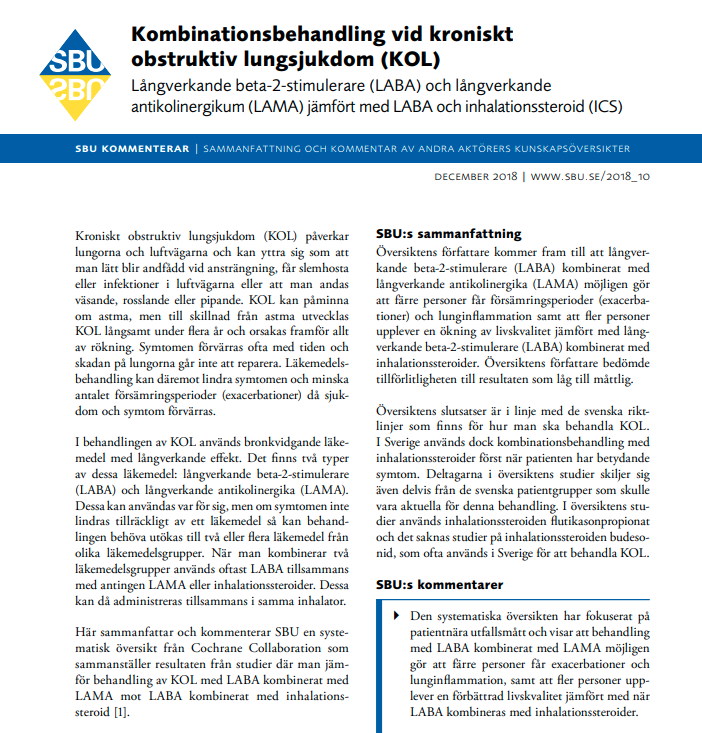 SBU
Kombinationsbehandling vid kroniskt
obstruktiv lungsjukdom (KOL)
Långverkande beta-2-stimulerare (LABA) och långverkande
antikolinergikum (LAMA) jämfört med LABA och inhalationssteroid (ICS)
SBU KOMMENTERAR | SAMMANFATTNING OCH KOMMENTAR AV ANDRA AKTÖRERS KUNSKAPSÖVERSIKTER
DECEMBER 2018 | WWW.SBU.SE/2018_10
Kroniskt obstruktiv lungsjukdom (KOL) påverkar
lungorna och luftvägarna och kan yttra sig som att
man lätt blir andfådd vid ansträngning, får slemhosta
eller infektioner i luftvägarna eller att man andas
väsande, rosslande eller pipande. KOL kan påminna
om astma, men till skillnad från astma utvecklas
KOL långsamt under flera år och orsakas framför allt
av rökning. Symtomen förvärras ofta med tiden och
skadan på lungorna går inte att reparera. Läkemedels-
behandling kan däremot lindra symtomen och minska
antalet försämringsperioder (exacerbationer) då sjuk-
dom och symtom förvärras.
I behandlingen av KOL används bronkvidgande läke-
medel med långverkande effekt. Det finns två typer
av dessa läkemedel: långverkande beta-2-stimulerare
(LABA) och långverkande antikolinergika (LAMA).
Dessa kan användas var för sig, men om symtomen inte
lindras tillräckligt av ett läkemedel så kan behand-
lingen behöva utökas till två eller flera läkemedel från
olika läkemedelsgrupper. När man kombinerar två
läkemedelsgrupper används oftast LABA tillsammans
med antingen LAMA eller inhalationssteroider. Dessa
kan då administreras tillsammans i samma inhalator.
Här sammanfattar och kommenterar SBU en syste-
matisk översikt från Cochrane Collaboration som
sammanställer resultaten från studier där man jäm-
för behandling av KOL med LABA kombinerat med
LAMA mot LABA kombinerat med inhalations-
steroid [1].
SBU:s sammanfattning
Översiktens författare kommer fram till att långver-
kande beta-2-stimulerare (LABA) kombinerat med
långverkande antikolinergika (LAMA) möjligen gör
att färre personer får försämringsperioder (exacerba-
tioner) och lunginflammation samt att fler personer
upplever en ökning av livskvalitet jämfört med lång-
verkande beta-2-stimulerare (LABA) kombinerat med
inhalationssteroider. Översiktens författare bedömde
tillförlitligheten till resultaten som låg till måttlig.
Översiktens slutsatser är i linje med de svenska rikt-
linjer som finns för hur man ska behandla KOL.
I Sverige används dock kombinationsbehandling med
inhalationssteroider först när patienten har betydande
symtom. Deltagarna i översiktens studier skiljer sig
även delvis från de svenska patientgrupper som skulle
vara aktuella för denna behandling. I översiktens stu-
dier används inhalationssteroiden flutikasonpropionat
och det saknas studier på inhalationssteroiden budeso-
nid, som ofta används i Sverige för att behandla KOL.
SBU:s kommentarer
Den systematiska översikten har fokuserat på
patientnära utfallsmått och visar att behandling
med LABA kombinerat med LAMA möjligen
gör att färre personer får exacerbationer och
lunginflammation, samt att fler personer upp-
lever en förbättrad livskvalitet jämfört med när
LABA kombineras med inhalationssteroider.